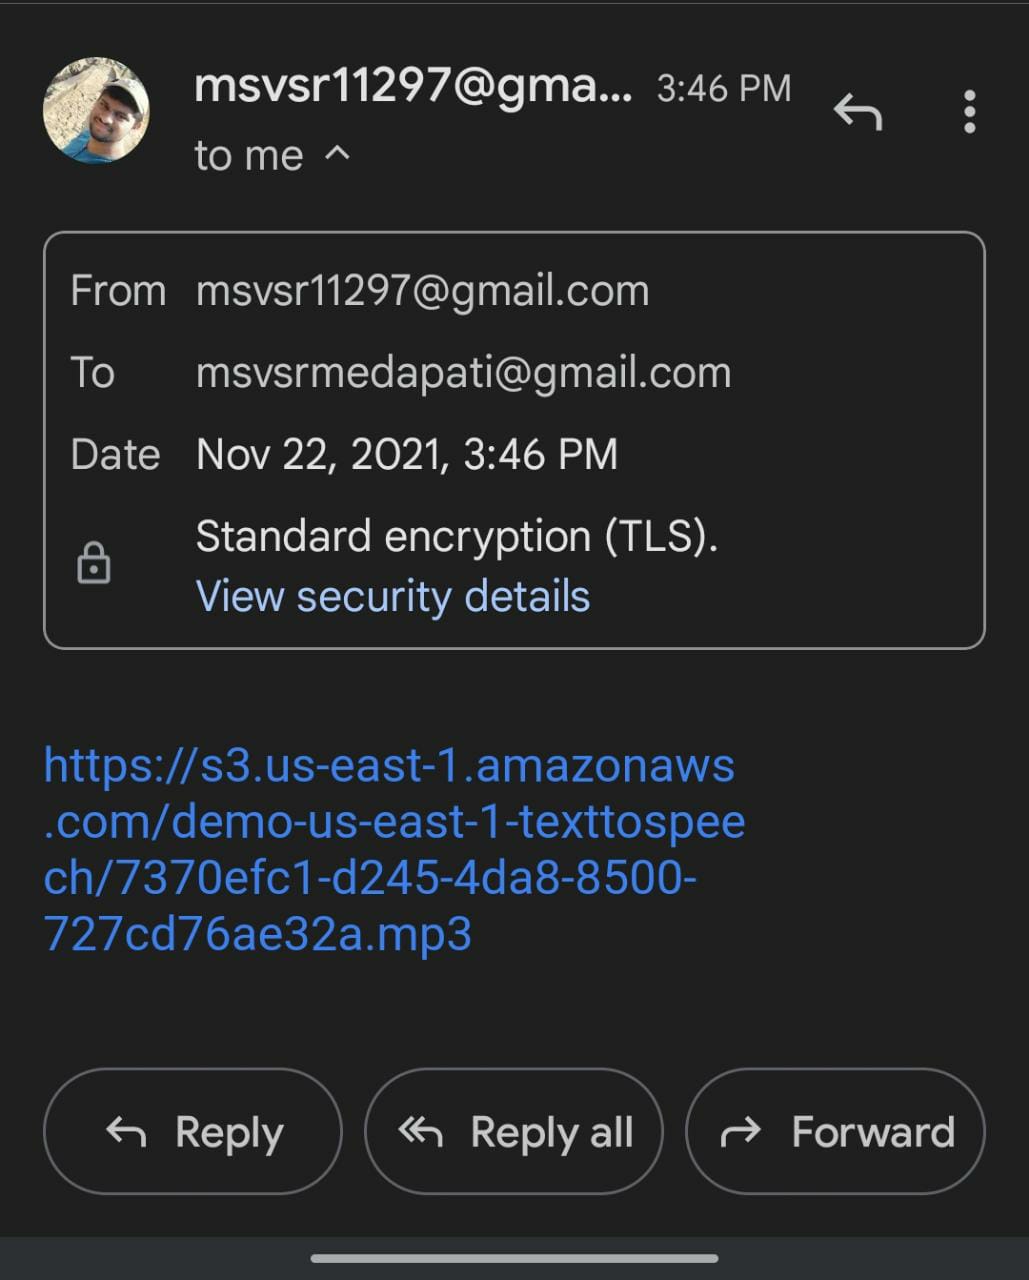 msvsr11297@gma... 3:46 PM
to me
From msvsr11297@gmail.com
To msvsrmedapati@gmail.com
Date Nov 22, 2021, 3:46 PM
Standard encryption (TLS).
View security details
https://s3.us-east-1.amazonaws
.com/demo-us-east-1-texttospee
ch/7370efc1-d245-4da8-8500-
727cd76ae32a.mp3
Reply Reply all Forward